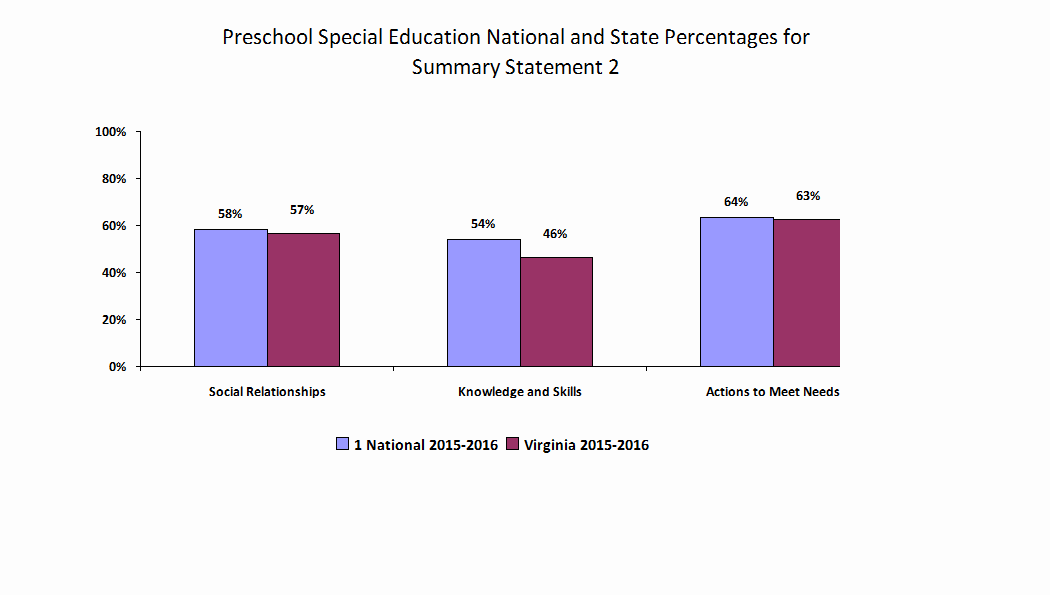 Preschool Special Education National and State Percentages for
Summary Statement 2
100%
80%
60%
40%
20%
0%
58%
57%
54%
46%
64%
63%
Social Relationships
Knowledge and Skills
Actions to Meet Needs
1 National 2015-2016
Virginia 2015-2016